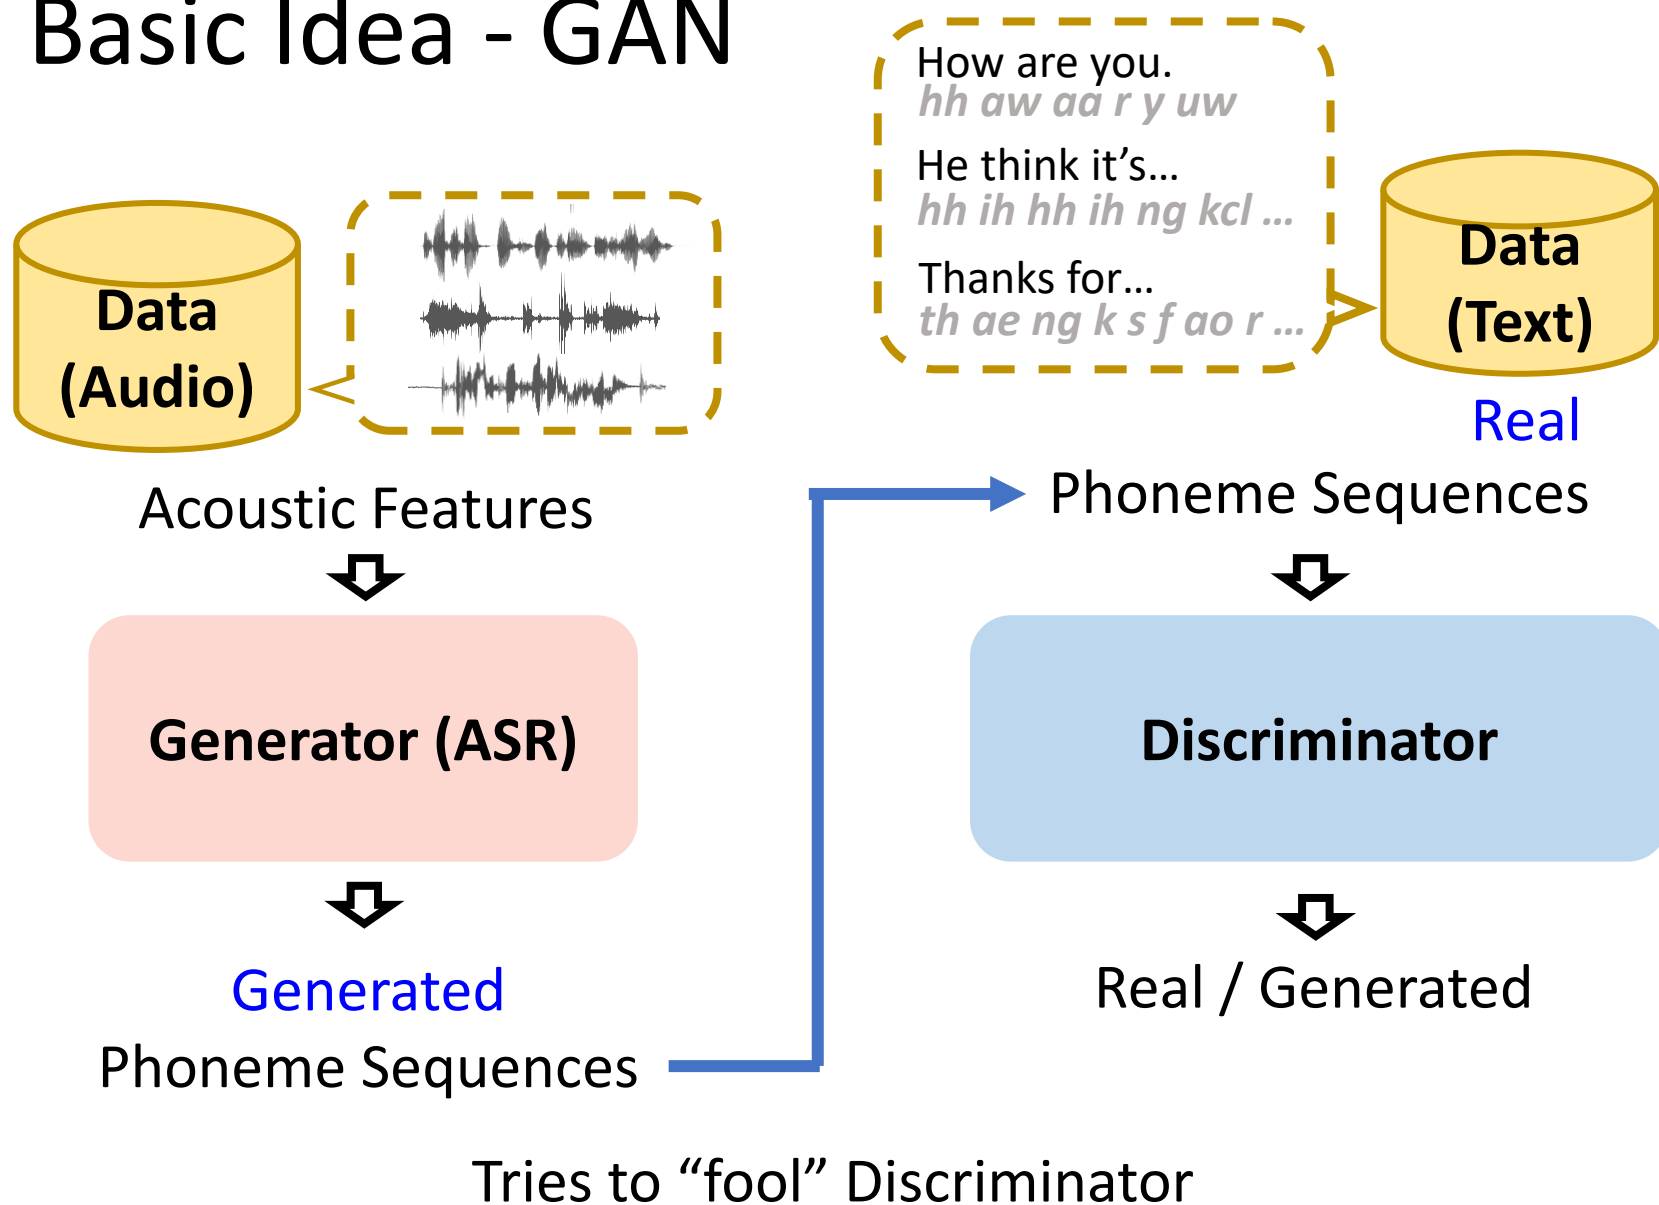 Basic Idea - GAN
How are you.
hh aw aa r y uw
He think it’s…
hh ih hh ih ng kcl …
Thanks for…
th ae ng k s f ao r …
Data
(Audio)
Data
(Text)
Real
Acoustic Features
Phoneme Sequences
Generator (ASR)
Discriminator
Generated
Phoneme Sequences
Real / Generated
Tries to “fool” Discriminator